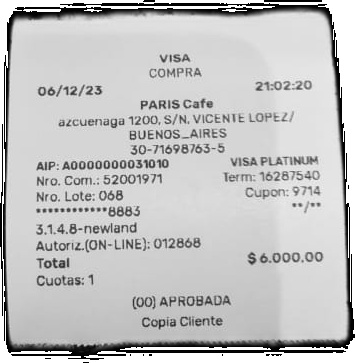 VISA
COMPRA
06/12/23 21:02:20
PARIS Cafe
azcuenaga 1200, S/N, VICENTE LOPEZ/
BUENOS_AIRES
30-71698763-5
AIP: A0000000031010 VISA PLATINUM
Nro. Com.: 52001971 Term: 16287540
Nro. Lote: 068 Cupon: 9714
************8883 **/**
3.1.4.8-newland
Autoriz.(ON-LINE): 012868
Total $6.000.00
Cuotas: 1
(00) APROBADA
Copia Cliente